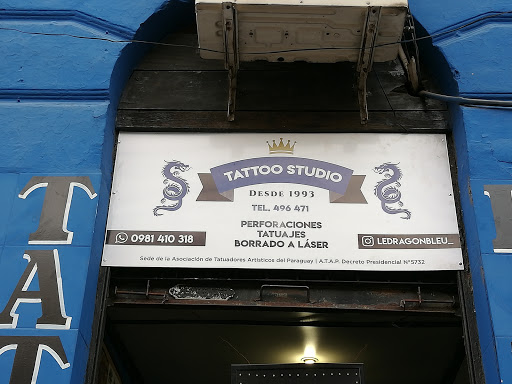 TATTOO STUDIO
DESDE 1993
TEL. 496 471
PERFORACIONES
TATUAJES
BORRADO A LÁSER
0981 410 318
LEDRAGONBLEU_
Sede de la Asociación de Tatuadores Artísticos del Paraguay | A.T.A.P. Decreto Presidencial N°5732
T
A
T